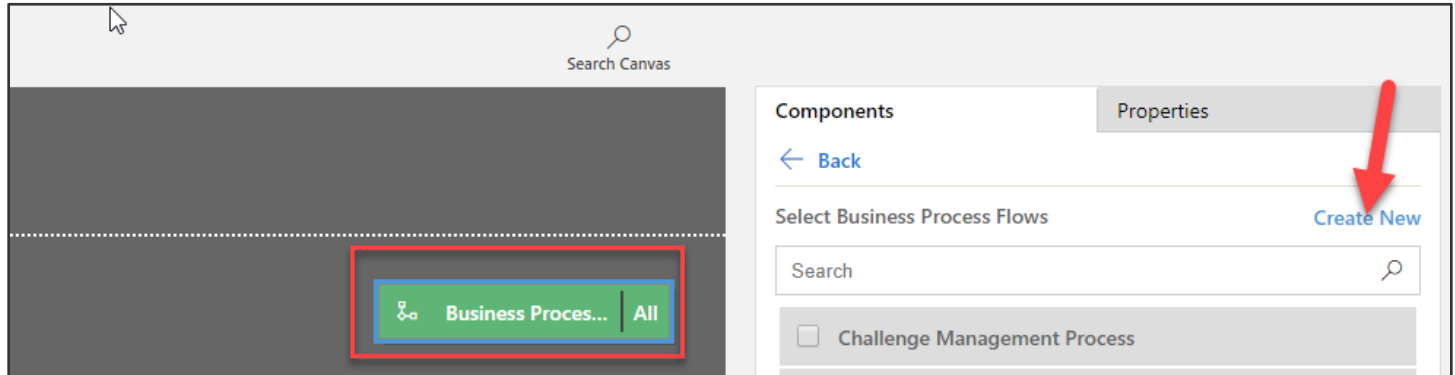 Search Canvas
Components
Properties
Back
Select Business Process Flows
Create New
Search
Business Proces... All
Challenge Management Process